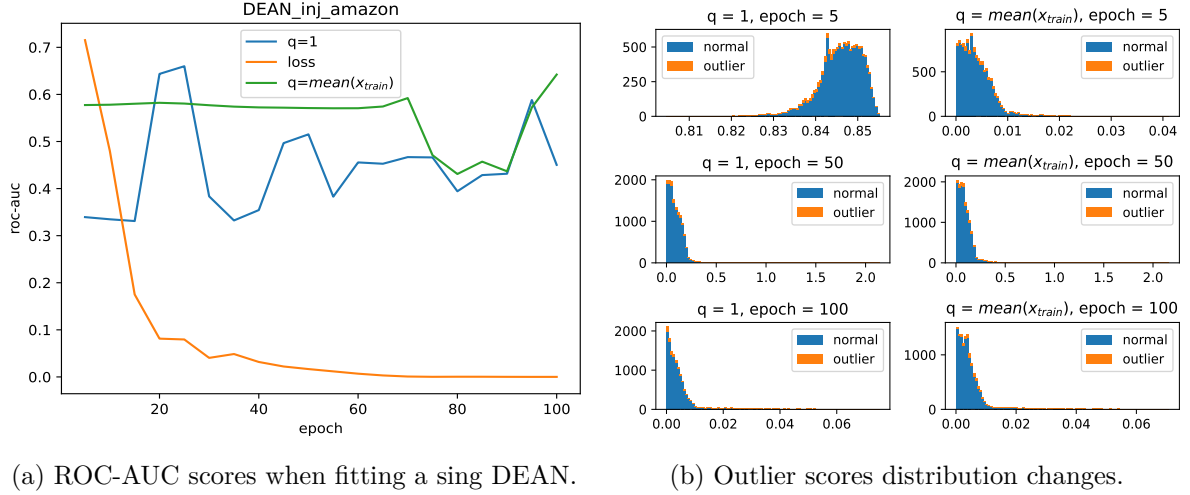 DEAN_inj_amazon
q=1
loss
q=mean(x_train)
roc-auc
0.7
0.6
0.5
0.4
0.3
0.2
0.1
0.0
20
40
60
80
100
epoch
(a) ROC-AUC scores when fitting a sing DEAN.
q = 1, epoch = 5
normal
outlier
500
250
0
0.81
0.82
0.83
0.84
0.85
q = mean(x_train), epoch = 5
normal
outlier
500
0
0.00
0.01
0.02
0.03
0.04
q = 1, epoch = 50
normal
outlier
2000
1000
0
0.0
0.5
1.0
1.5
2.0
q = mean(x_train), epoch = 50
normal
outlier
2000
1000
0
0.0
0.5
1.0
1.5
2.0
q = 1, epoch = 100
normal
outlier
2000
1000
0
0.00
0.02
0.04
0.06
q = mean(x_train), epoch = 100
normal
outlier
1000
0
0.00
0.02
0.04
0.06
(b) Outlier scores distribution changes.